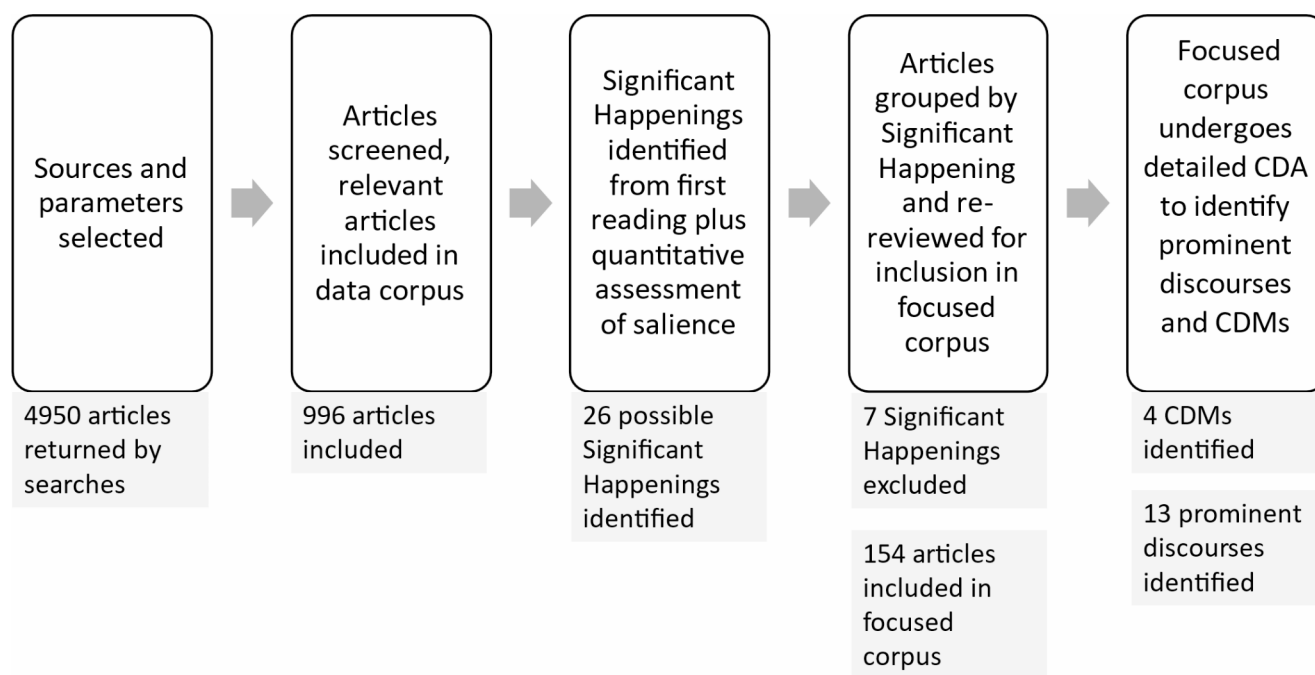 Sources and
parameters
selected
4950 articles
returned by
searches
Articles
screened,
relevant
articles
included in
data corpus
996 articles
included
Significant
Happenings
identified
from first
reading plus
quantitative
assessment
of salience
26 possible
Significant
Happenings
identified
Articles
grouped by
Significant
Happening
and re-
reviewed for
inclusion in
focused
corpus
7 Significant
Happenings
excluded
154 articles
included in
focused
corpus
Focused
corpus
undergoes
detailed CDA
to identify
prominent
discourses
and CDMs
4 CDMs
identified
13 prominent
discourses
identified